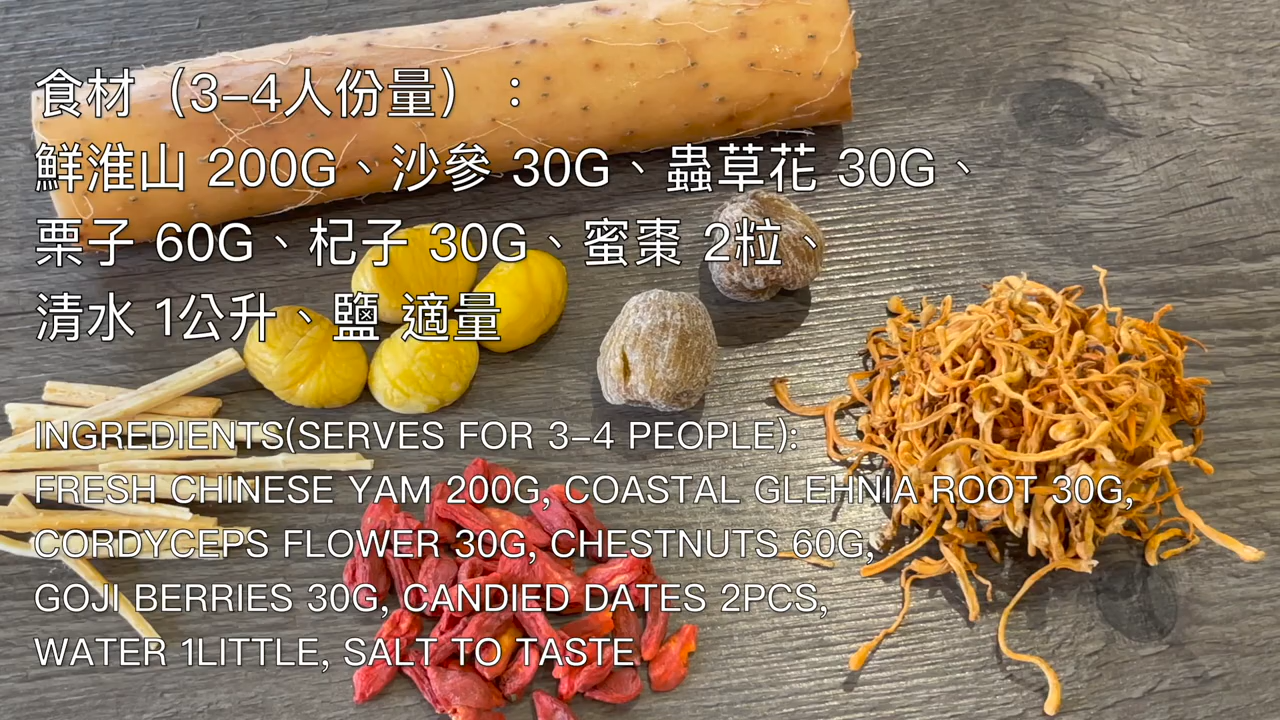 食材（3-4人份量）：
鮮淮山 200G、沙參 30G、蟲草花 30G、
栗子 60G、杞子 30G、蜜棗 2粒、
清水 1公升、鹽 適量
INGREDIENTS(SERVES FOR 3-4 PEOPLE):
FRESH CHINESE YAM 200G, COASTAL GLEHNIA ROOT 30G,
CORDYCEPS FLOWER 30G, CHESTNUTS 60G,
GOJI BERRIES 30G, CANDIED DATES 2PCS,
WATER 1LITTLE, SALT TO TASTE